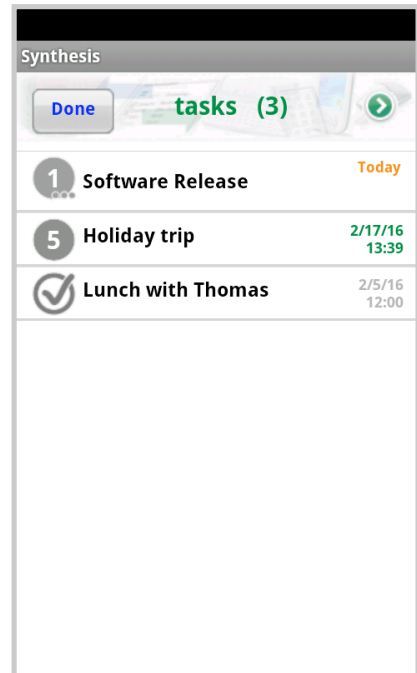 Synthesis
Done
tasks (3)
1
Software Release
Today
5
Holiday trip
2/17/16
13:39
Lunch with Thomas
2/5/16
12:00